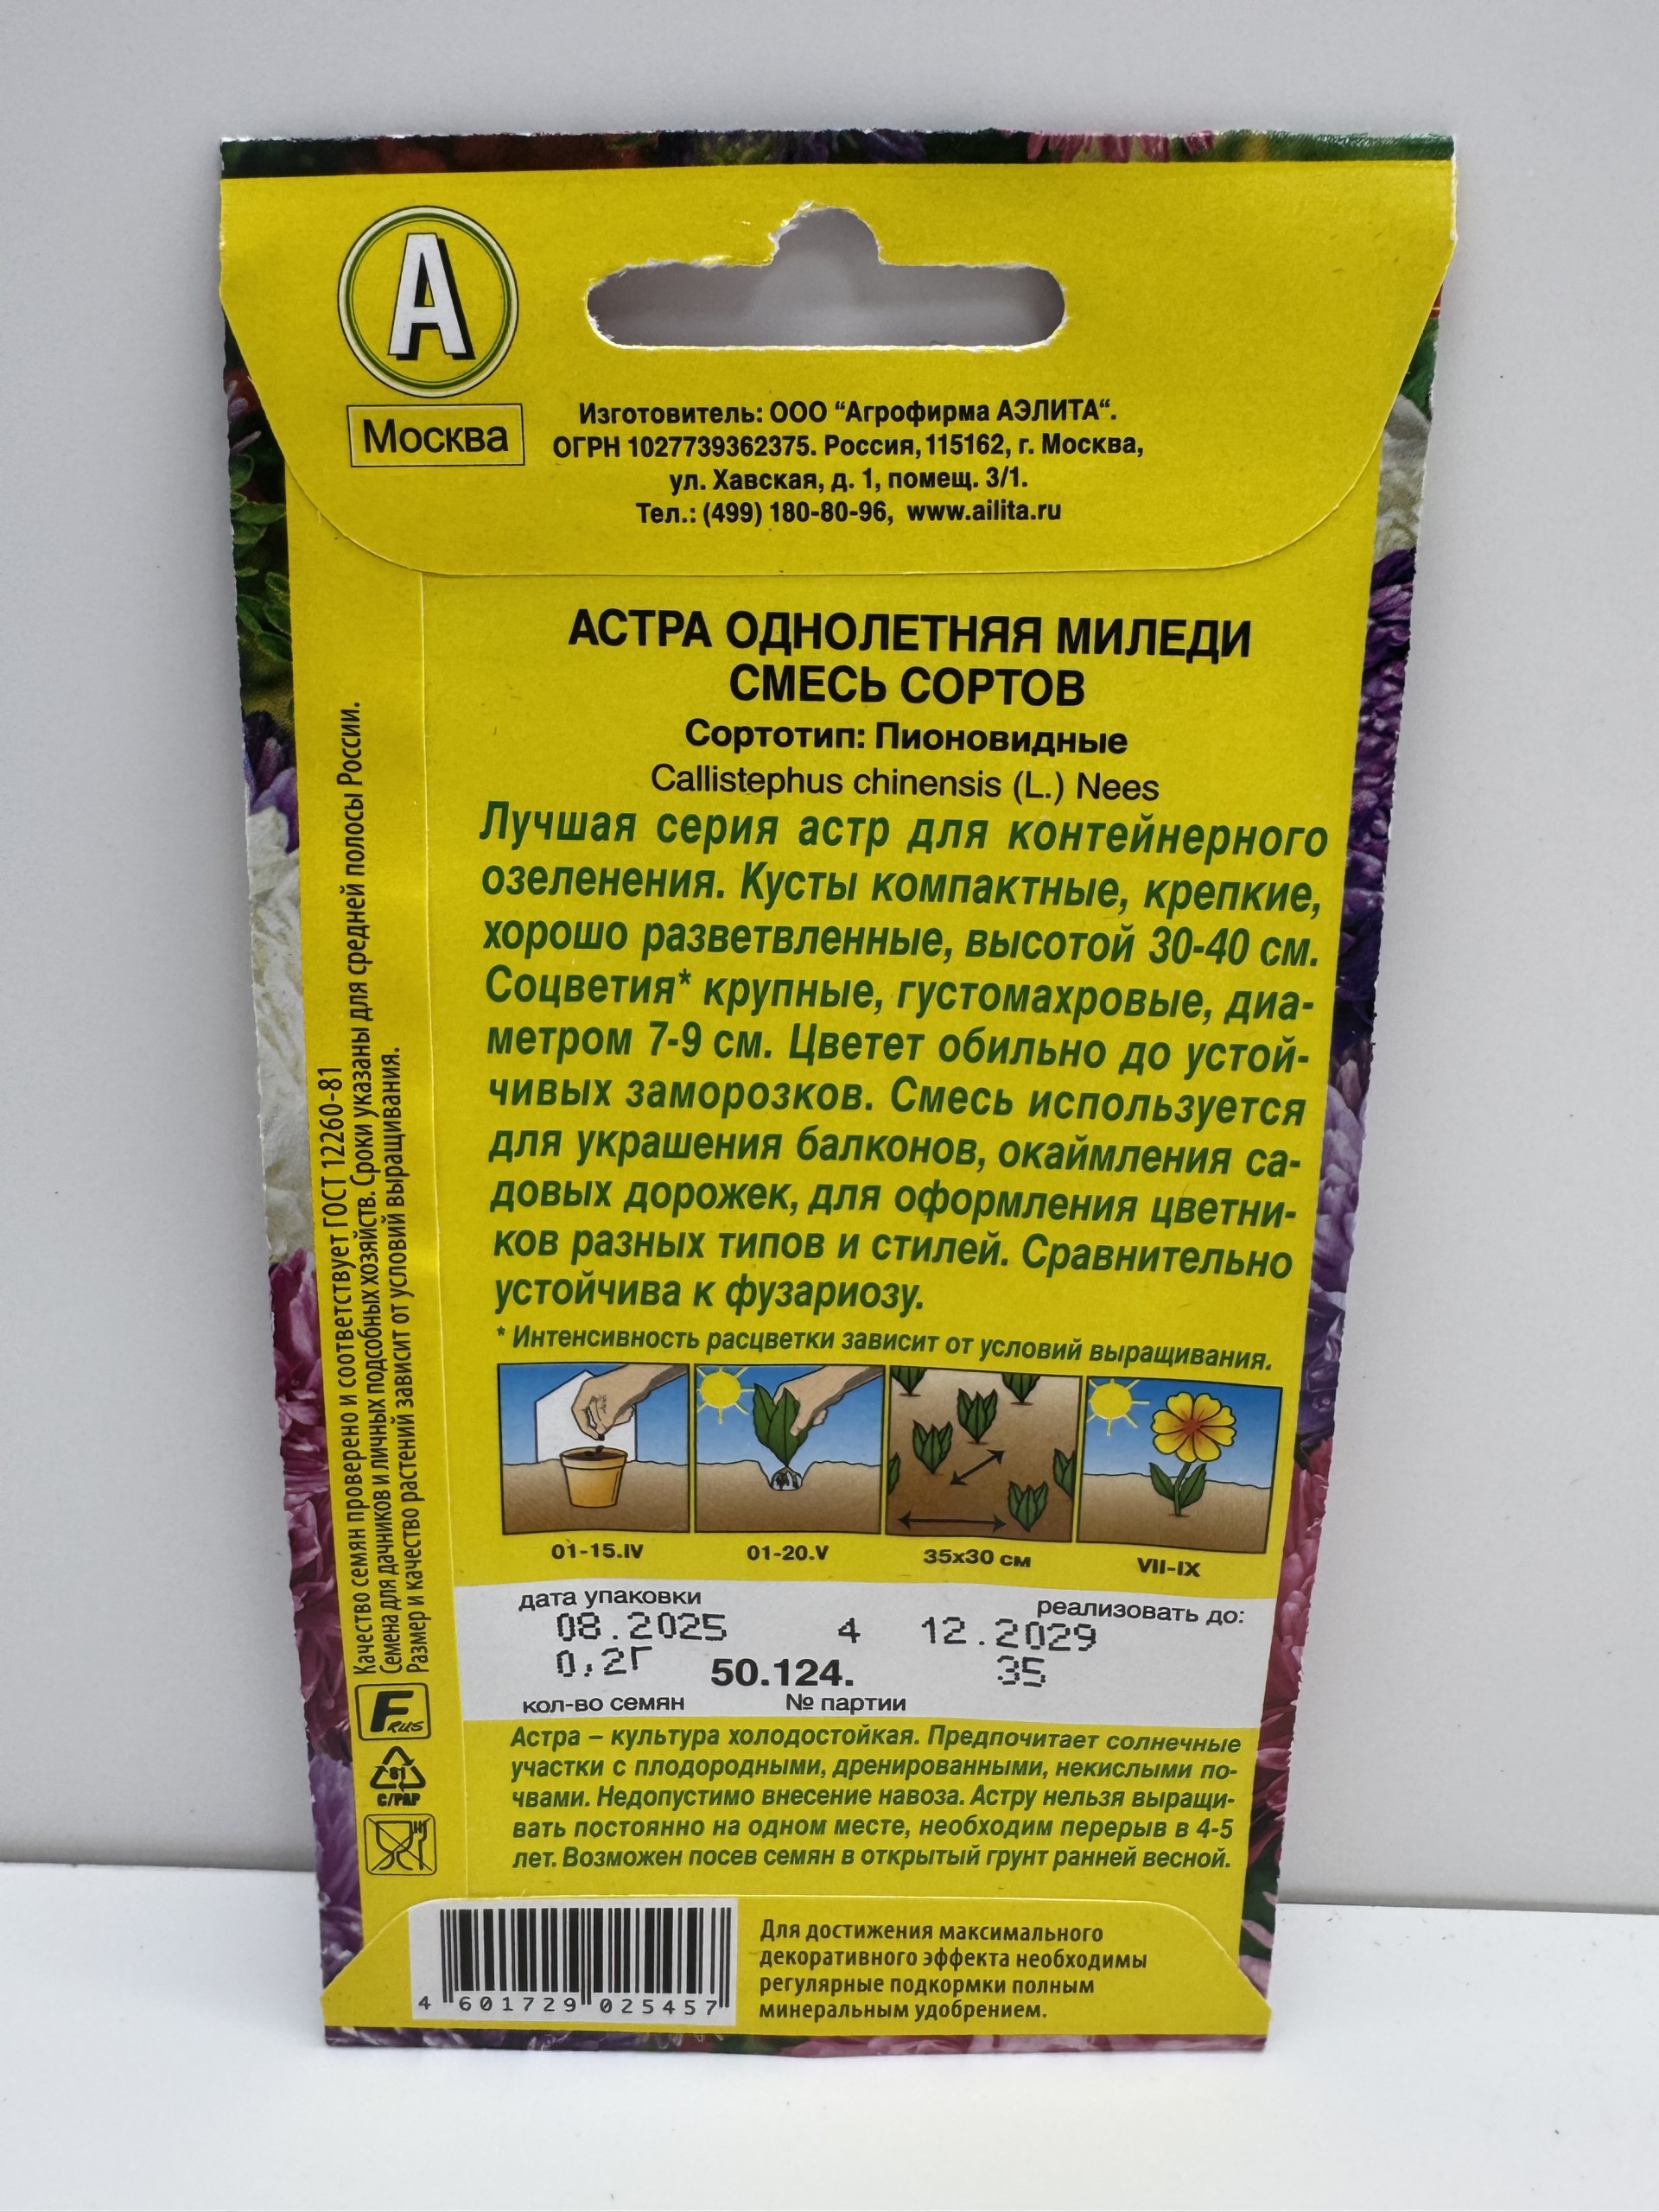 А
Москва
Изготовитель: ООО “Агрофирма АЭЛИТА“.
ОГРН 1027739362375. Россия, 115162, г. Москва,
ул. Хавская, д. 1, помещ. 3/1.
Тел.: (499) 180-80-96, www.ailita.ru
АСТРА ОДНОЛЕТНЯЯ МИЛЕДИ
СМЕСЬ СОРТОВ
Сортотип: Пионовидные
Callistephus chinensis (L.) Nees
Лучшая серия астр для контейнерного
озеленения. Кусты компактные, крепкие,
хорошо разветвленные, высотой 30-40 см.
Соцветия* крупные, густомахровые, диа-
метром 7-9 см. Цветет обильно до устой-
чивых заморозков. Смесь используется
для украшения балконов, окаймления са-
довых дорожек, для оформления цветни-
ков разных типов и стилей. Сравнительно
устойчива к фузариозу.
* Интенсивность расцветки зависит от условий выращивания.
01-15.IV
01-20.V
35х30 см
VII-IX
дата упаковки
реализовать до:
08.2025 4 12.2029
0,2Г 50.124. 35
кол-во семян
№ партии
Астра – культура холодостойкая. Предпочитает солнечные
участки с плодородными, дренированными, некислыми по-
чвами. Недопустимо внесение навоза. Астру нельзя выращи-
вать постоянно на одном месте, необходим перерыв в 4-5
лет. Возможен посев семян в открытый грунт ранней весной.
Качество семян проверено и соответствует ГОСТ 12260-81
Семена для дачников и личных подсобных хозяйств. Сроки указаны для средней полосы России.
Размер и качество растений зависит от условий выращивания.
F RUS
81
C/PAP
4 601729 025457
Для достижения максимального
декоративного эффекта необходимы
регулярные подкормки полным
минеральным удобрением.